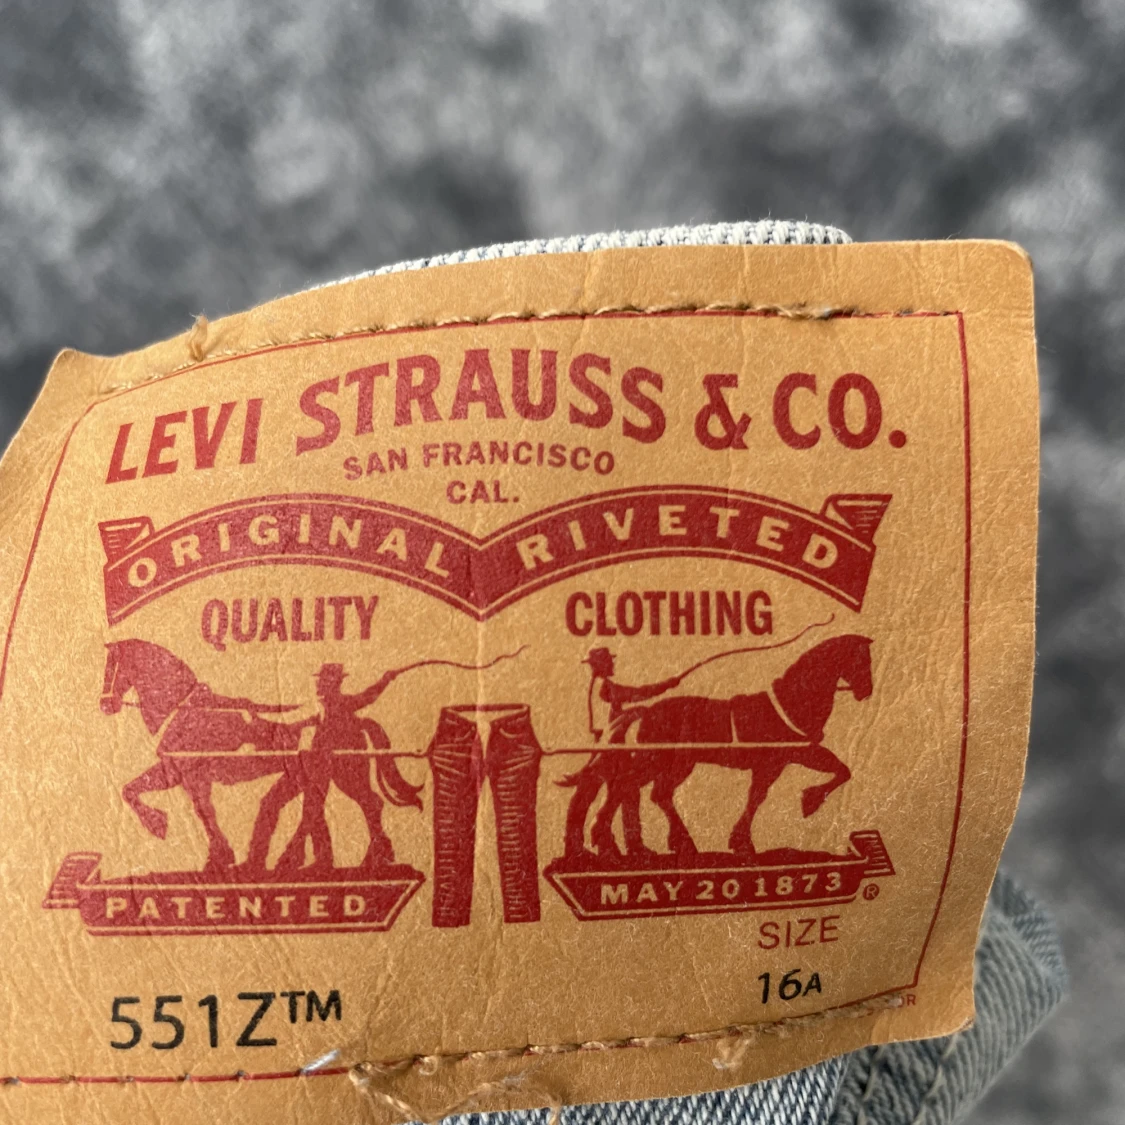 LEVI STRAUSS & CO.
SAN FRANCISCO
CAL.
ORIGINAL RIVETED
QUALITY CLOTHING
PATENTED MAY 20 1873 ®
SIZE
551Z™ 16A